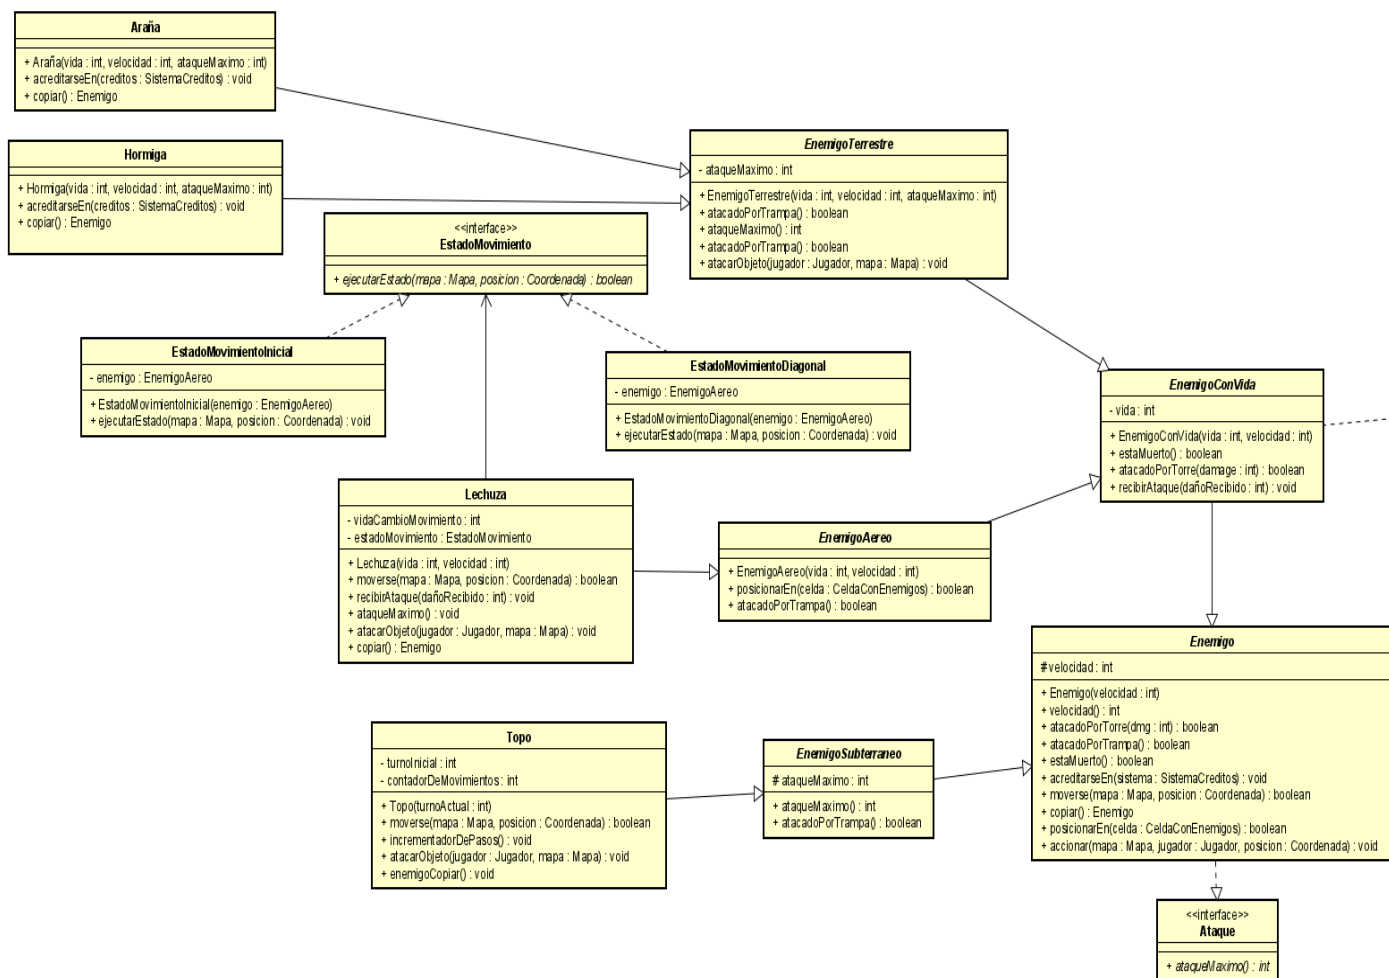 Araña
+ Araña(vida : int, velocidad : int, ataqueMaximo : int)
+ acreditarseEn(creditos : SistemaCreditos) : void
+ copiar() : Enemigo
Hormiga
+ Hormiga(vida : int, velocidad : int, ataqueMaximo : int)
+ acreditarseEn(creditos : SistemaCreditos) : void
+ copiar() : Enemigo
EnemigoTerrestre
- ataqueMaximo : int
+ EnemigoTerrestre(vida : int, velocidad : int, ataqueMaximo : int)
+ atacadoPorTrampa() : boolean
+ ataqueMaximo() : int
+ atacadoPorTrampa() : boolean
+ atacarObjeto(jugador : Jugador, mapa : Mapa) : void
<<interface>>
EstadoMovimiento
+ ejecutarEstado(mapa : Mapa, posicion : Coordenada) : boolean
EstadoMovimientoInicial
- enemigo : EnemigoAereo
+ EstadoMovimientoInicial(enemigo : EnemigoAereo)
+ ejecutarEstado(mapa : Mapa, posicion : Coordenada) : void
EstadoMovimientoDiagonal
- enemigo : EnemigoAereo
+ EstadoMovimientoDiagonal(enemigo : EnemigoAereo)
+ ejecutarEstado(mapa : Mapa, posicion : Coordenada) : void
EnemigoConVida
- vida : int
+ EnemigoConVida(vida : int, velocidad : int)
+ estaMuerto() : boolean
+ atacadoPorTorre(damage : int) : boolean
+ recibirAtaque(dañoRecibido : int) : void
Lechuza
- vidaCambioMovimiento : int
- estadoMovimiento : EstadoMovimiento
+ Lechuza(vida : int, velocidad : int)
+ moverse(mapa : Mapa, posicion : Coordenada) : boolean
+ recibirAtaque(dañoRecibido : int) : void
+ ataqueMaximo() : void
+ atacarObjeto(jugador : Jugador, mapa : Mapa) : void
+ copiar() : Enemigo
EnemigoAereo
+ EnemigoAereo(vida : int, velocidad : int)
+ posicionarEn(celda : CeldaConEnemigos) : boolean
+ atacadoPorTrampa() : boolean
Enemigo
# velocidad : int
+ Enemigo(velocidad : int)
+ velocidad() : int
+ atacadoPorTorre(dmg : int) : boolean
+ atacadoPorTrampa() : boolean
+ estaMuerto() : boolean
+ acreditarseEn(sistema : SistemaCreditos) : void
+ moverse(mapa : Mapa, posicion : Coordenada) : boolean
+ copiar() : Enemigo
+ posicionarEn(celda : CeldaConEnemigos) : boolean
+ accionar(mapa : Mapa, jugador : Jugador, posicion : Coordenada) : void
Topo
- turnoInicial : int
- contadorDeMovimientos : int
+ Topo(turnoActual : int)
+ moverse(mapa : Mapa, posicion : Coordenada) : boolean
+ incrementadorDePasos() : void
+ atacarObjeto(jugador : Jugador, mapa : Mapa) : void
+ enemigoCopiar() : void
EnemigoSubterraneo
# ataqueMaximo : int
+ ataqueMaximo() : int
+ atacadoPorTrampa() : boolean
<<interface>>
Ataque
+ ataqueMaximo() : int